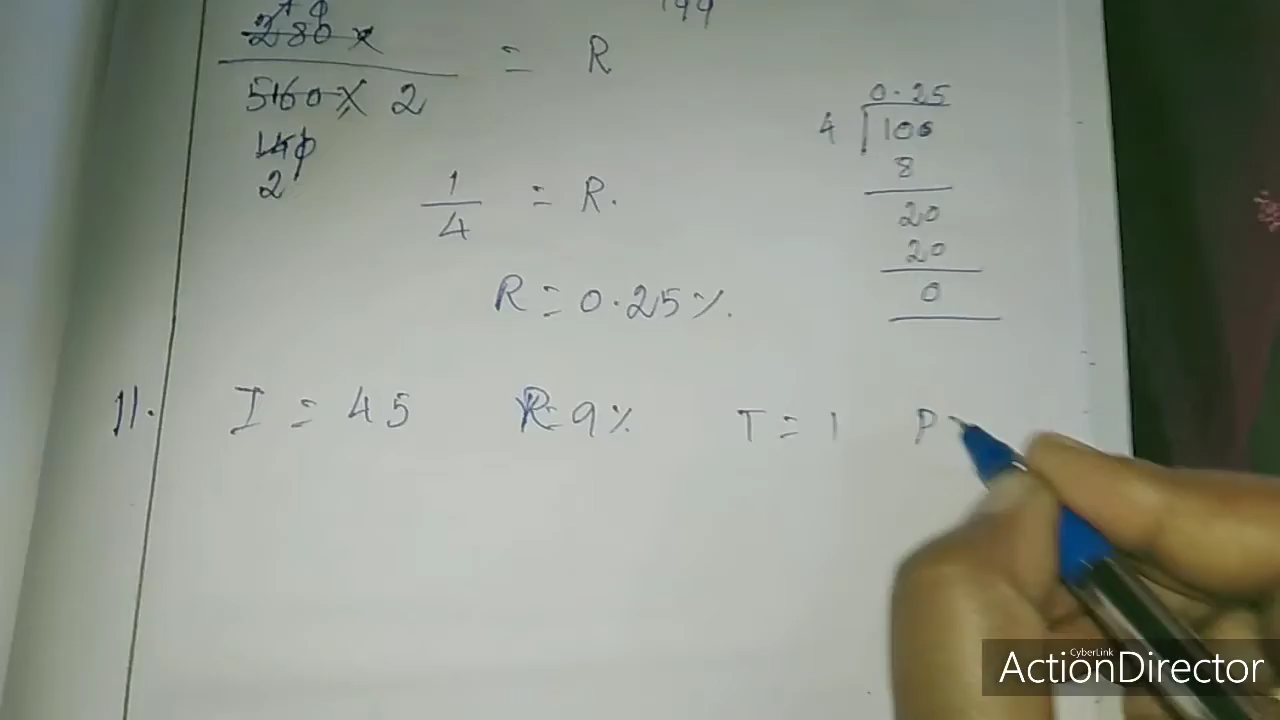 280 x
= R
5160 x 2
140
2
1/4 = R.
R = 0.25%.
0.25
4 100
8
20
20
0
11. I = 45 R = 9% T = 1 P
CyberLink
ActionDirector